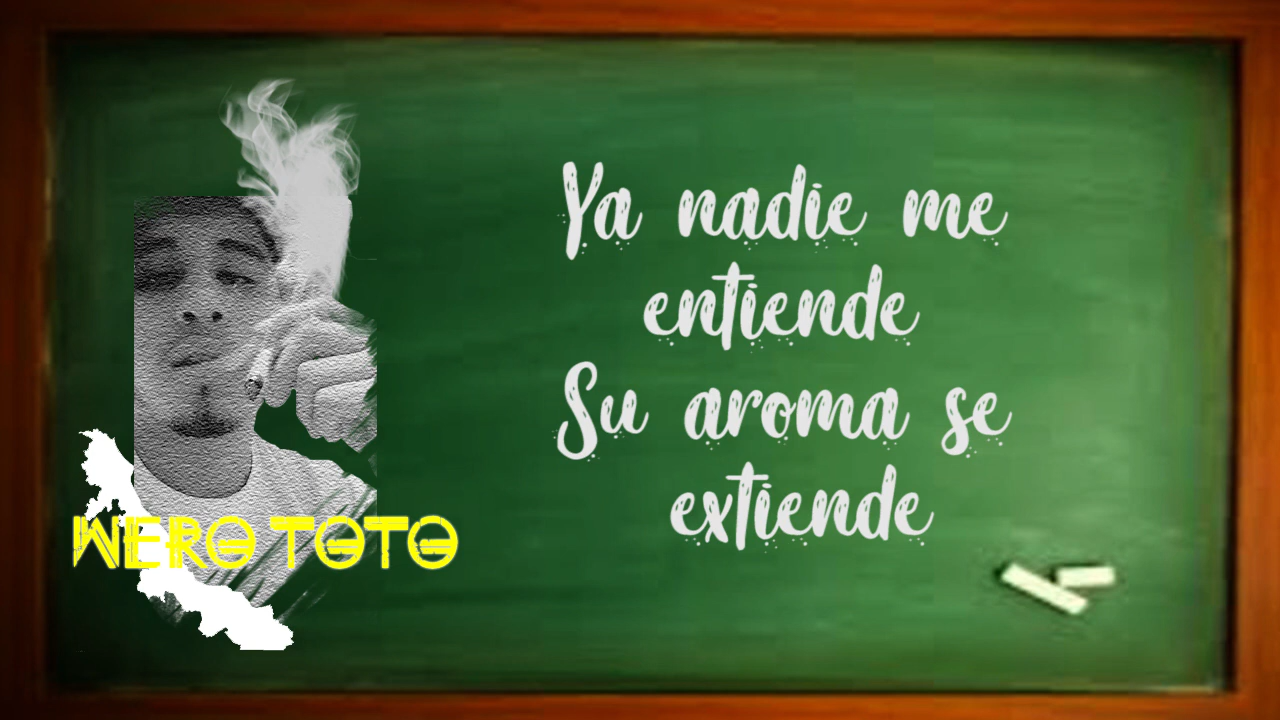 Ya nadie me
entiende
Su aroma se
extiende
WERO TOTO